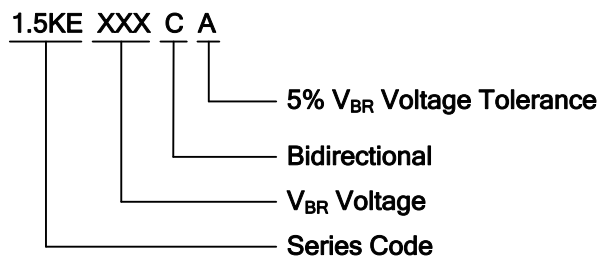 1.5KE XXX C A
5% VBR Voltage Tolerance
Bidirectional
VBR Voltage
Series Code